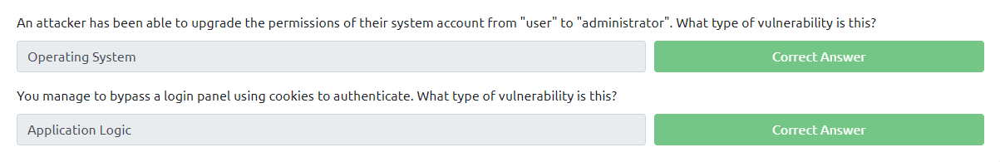 An attacker has been able to upgrade the permissions of their system account from "user" to "administrator". What type of vulnerability is this?
Operating System
Correct Answer
You manage to bypass a login panel using cookies to authenticate. What type of vulnerability is this?
Application Logic
Correct Answer